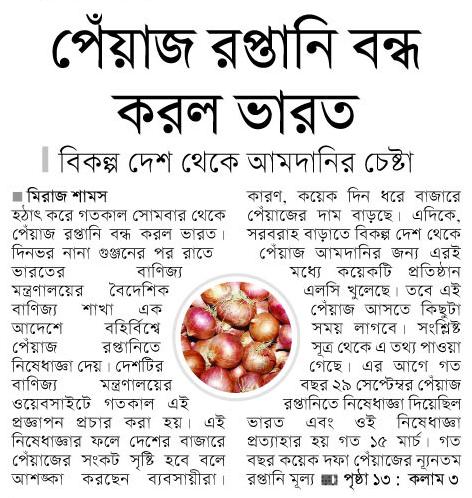 পেঁয়াজ রপ্তানি বন্ধ
করল ভারত
বিকল্প দেশ থেকে আমদানির চেষ্টা
■ মিরাজ শামস
হঠাৎ করে গতকাল সোমবার থেকে
পেঁয়াজ রপ্তানি বন্ধ করল ভারত।
দিনভর নানা গুঞ্জনের পর রাতে
ভারতের বাণিজ্য
মন্ত্রণালয়ের বৈদেশিক
বাণিজ্য শাখা এক
আদেশে বহির্বিশ্বে
পেঁয়াজ রপ্তানিতে
নিষেধাজ্ঞা দেয়। দেশটির
বাণিজ্য মন্ত্রণালয়ের
ওয়েবসাইটে গতকাল এই
প্রজ্ঞাপন প্রচার করা হয়। এই
নিষেধাজ্ঞার ফলে দেশের বাজারে
পেঁয়াজের সংকট সৃষ্টি হবে বলে
আশঙ্কা করছেন ব্যবসায়ীরা।
কারণ, কয়েক দিন ধরে বাজারে
পেঁয়াজের দাম বাড়ছে। এদিকে,
সরবরাহ বাড়াতে বিকল্প দেশ থেকে
পেঁয়াজ আমদানির জন্য এরই
মধ্যে কয়েকটি প্রতিষ্ঠান
এলসি খুলেছে। তবে এই
পেঁয়াজ আসতে কিছুটা
সময় লাগবে। সংশ্লিষ্ট
সূত্র থেকে এ তথ্য পাওয়া
গেছে। এর আগে গত
বছর ২৯ সেপ্টেম্বর পেঁয়াজ
রপ্তানিতে নিষেধাজ্ঞা দিয়েছিল
ভারত এবং ওই নিষেধাজ্ঞা
প্রত্যাহার হয় গত ১৫ মার্চ। গত
বছর কয়েক দফা পেঁয়াজের ন্যূনতম
রপ্তানি মূল্য ■ পৃষ্ঠা ১৩ : কলাম ৩